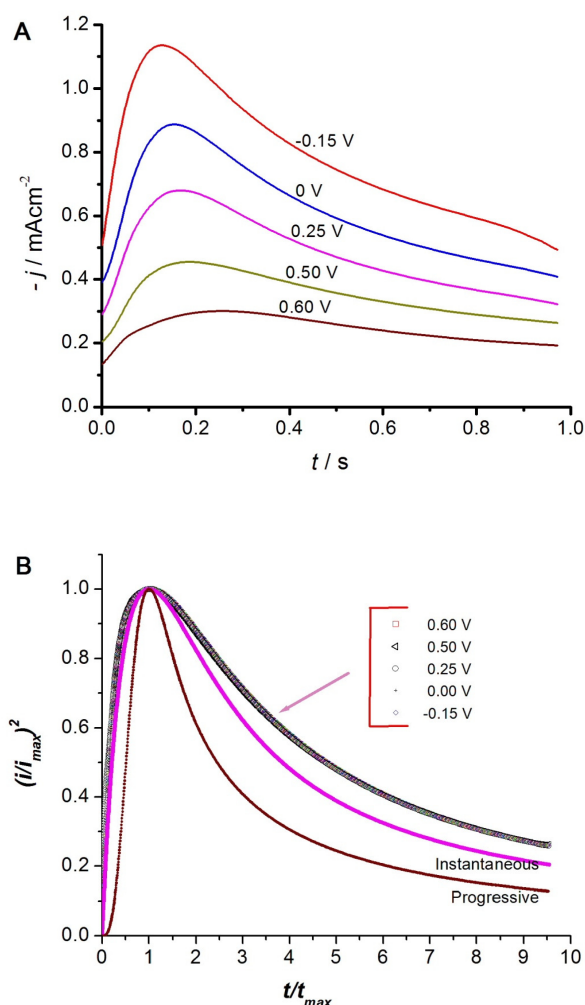 A
1.2
1.0
0.8
0.6
0.4
0.2
0.0
- j / mAcm-2
-0.15 V
0 V
0.25 V
0.50 V
0.60 V
0.0 0.2 0.4 0.6 0.8 1.0
t / s
B
1.0
0.8
0.6
0.4
0.2
0.0
(i/imax)2
0.60 V
0.50 V
0.25 V
0.00 V
-0.15 V
Instantaneous
Progressive
0 1 2 3 4 5 6 7 8 9 10
t/tmax